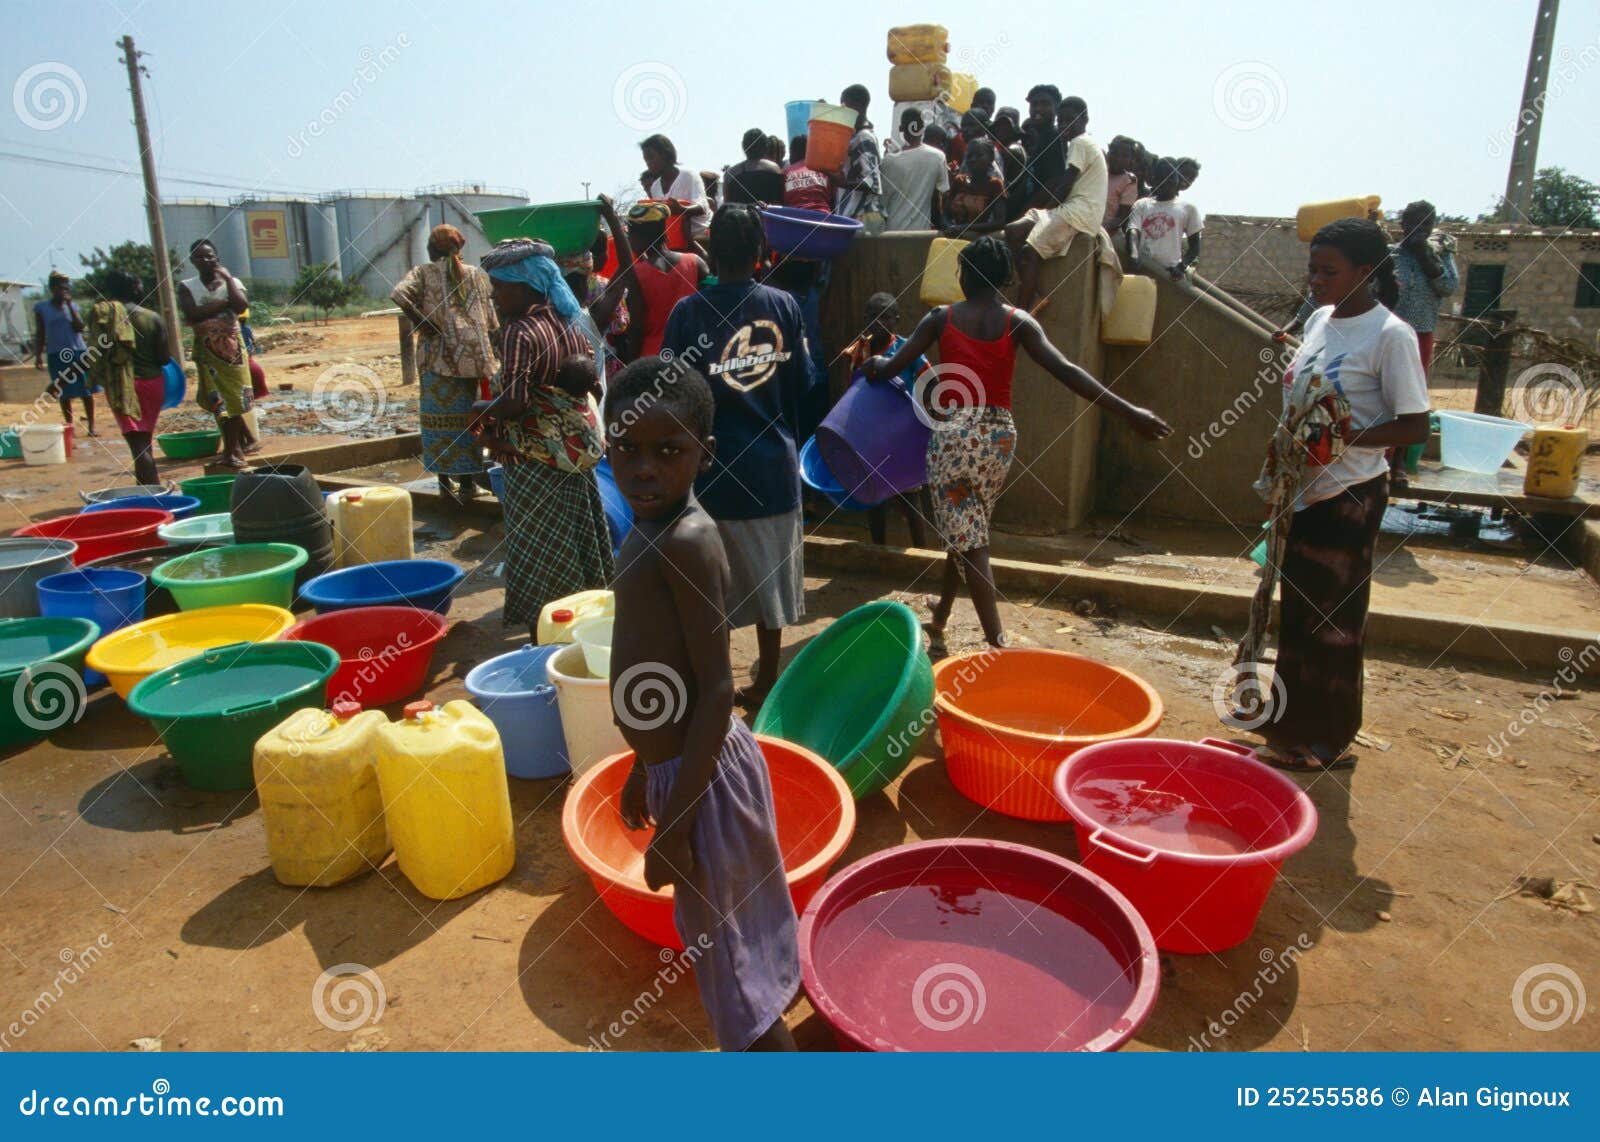 billabong
dreamstime.com
ID 25255586 © Alan Gignoux